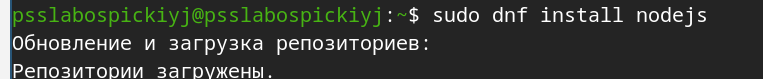 psslabospickiyj@psslabospickiyj:~$ sudo dnf install nodejs
Обновление и загрузка репозиториев:
Репозитории загружены.